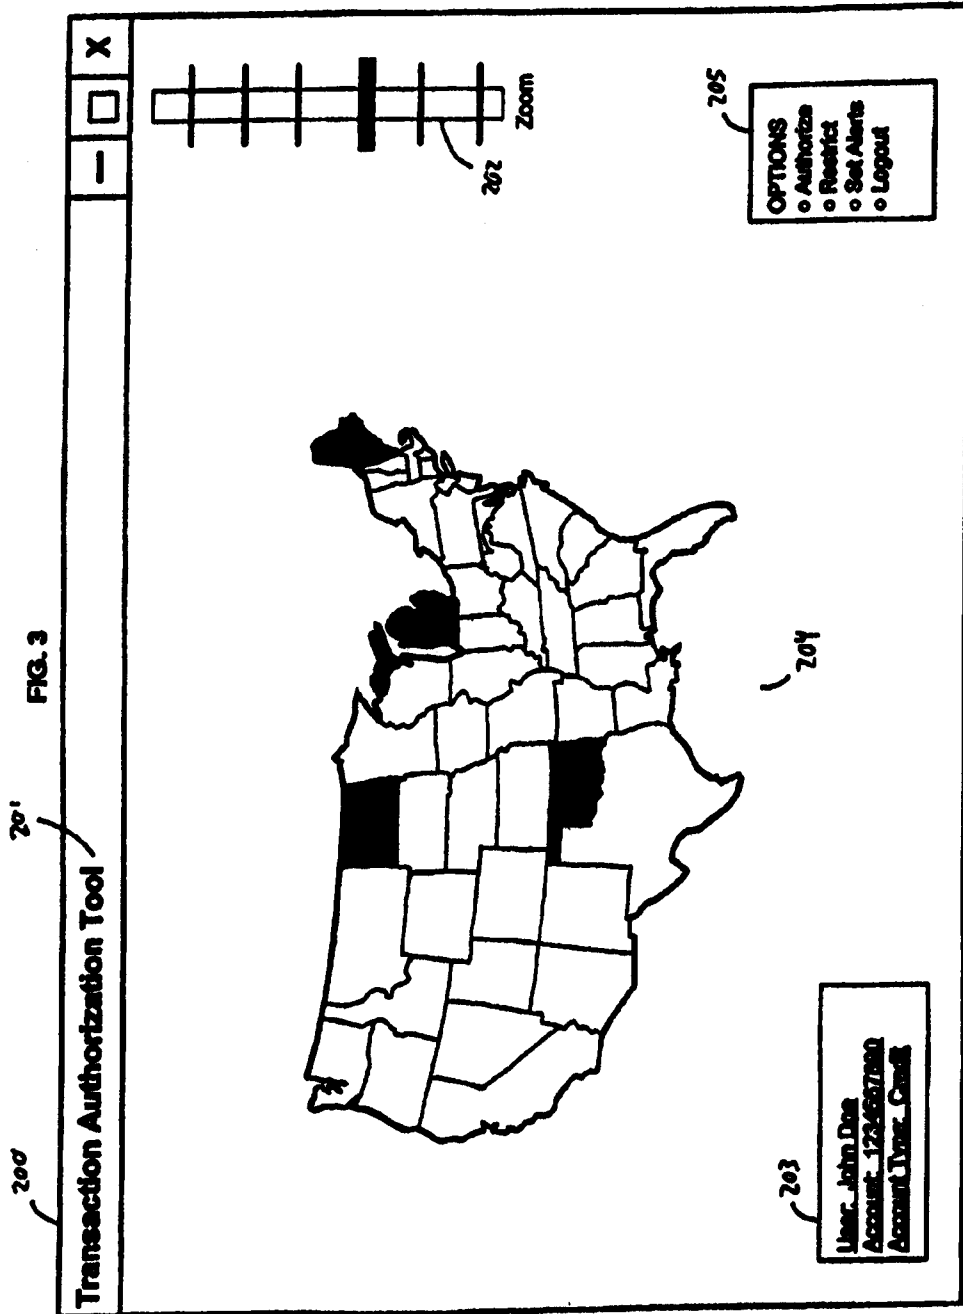 FIG. 3
200
201
Transaction Authorization Tool
X
202
Zoom
203
User: John Doe
Account: 1234567890
Account Type: Credit
204
205
OPTIONS
Authorize
Restrict
Set Alerts
Logout